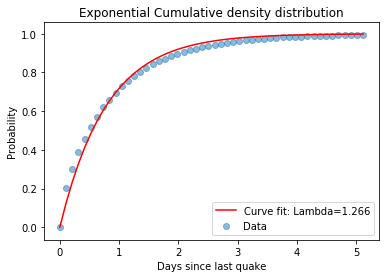 Exponential Cumulative density distribution
1.0
0.8
0.6
0.4
0.2
0.0
Probability
Curve fit: Lambda=1.266
Data
0 1 2 3 4 5
Days since last quake